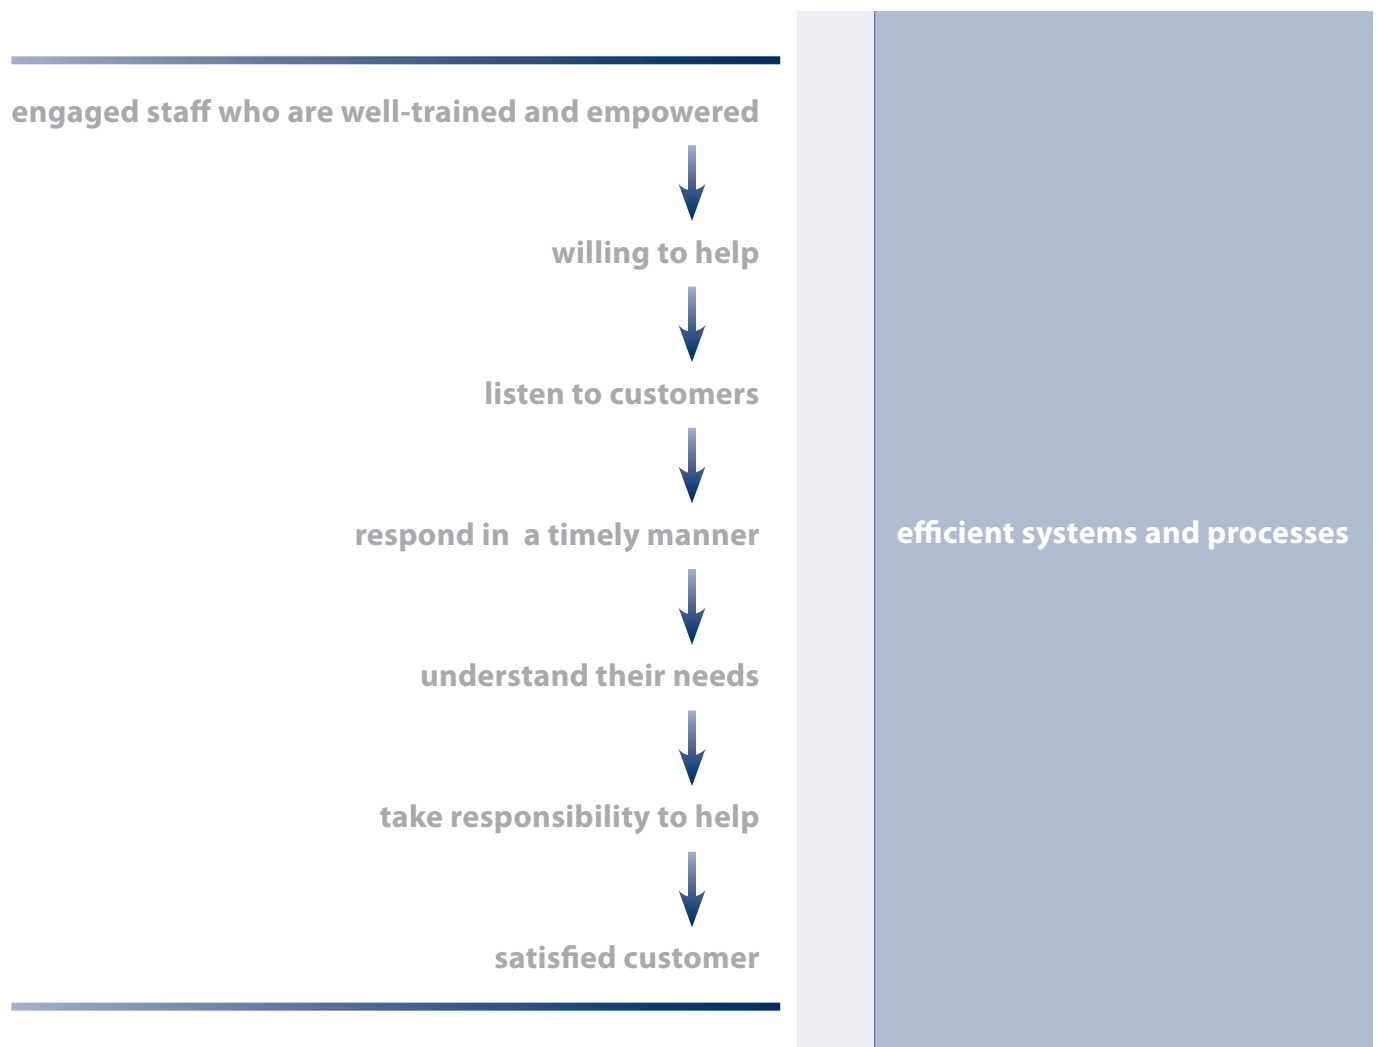 engaged staff who are well-trained and empowered
willing to help
listen to customers
respond in  a timely manner
understand their needs
take responsibility to help
satisfied customer
efficient systems and processes